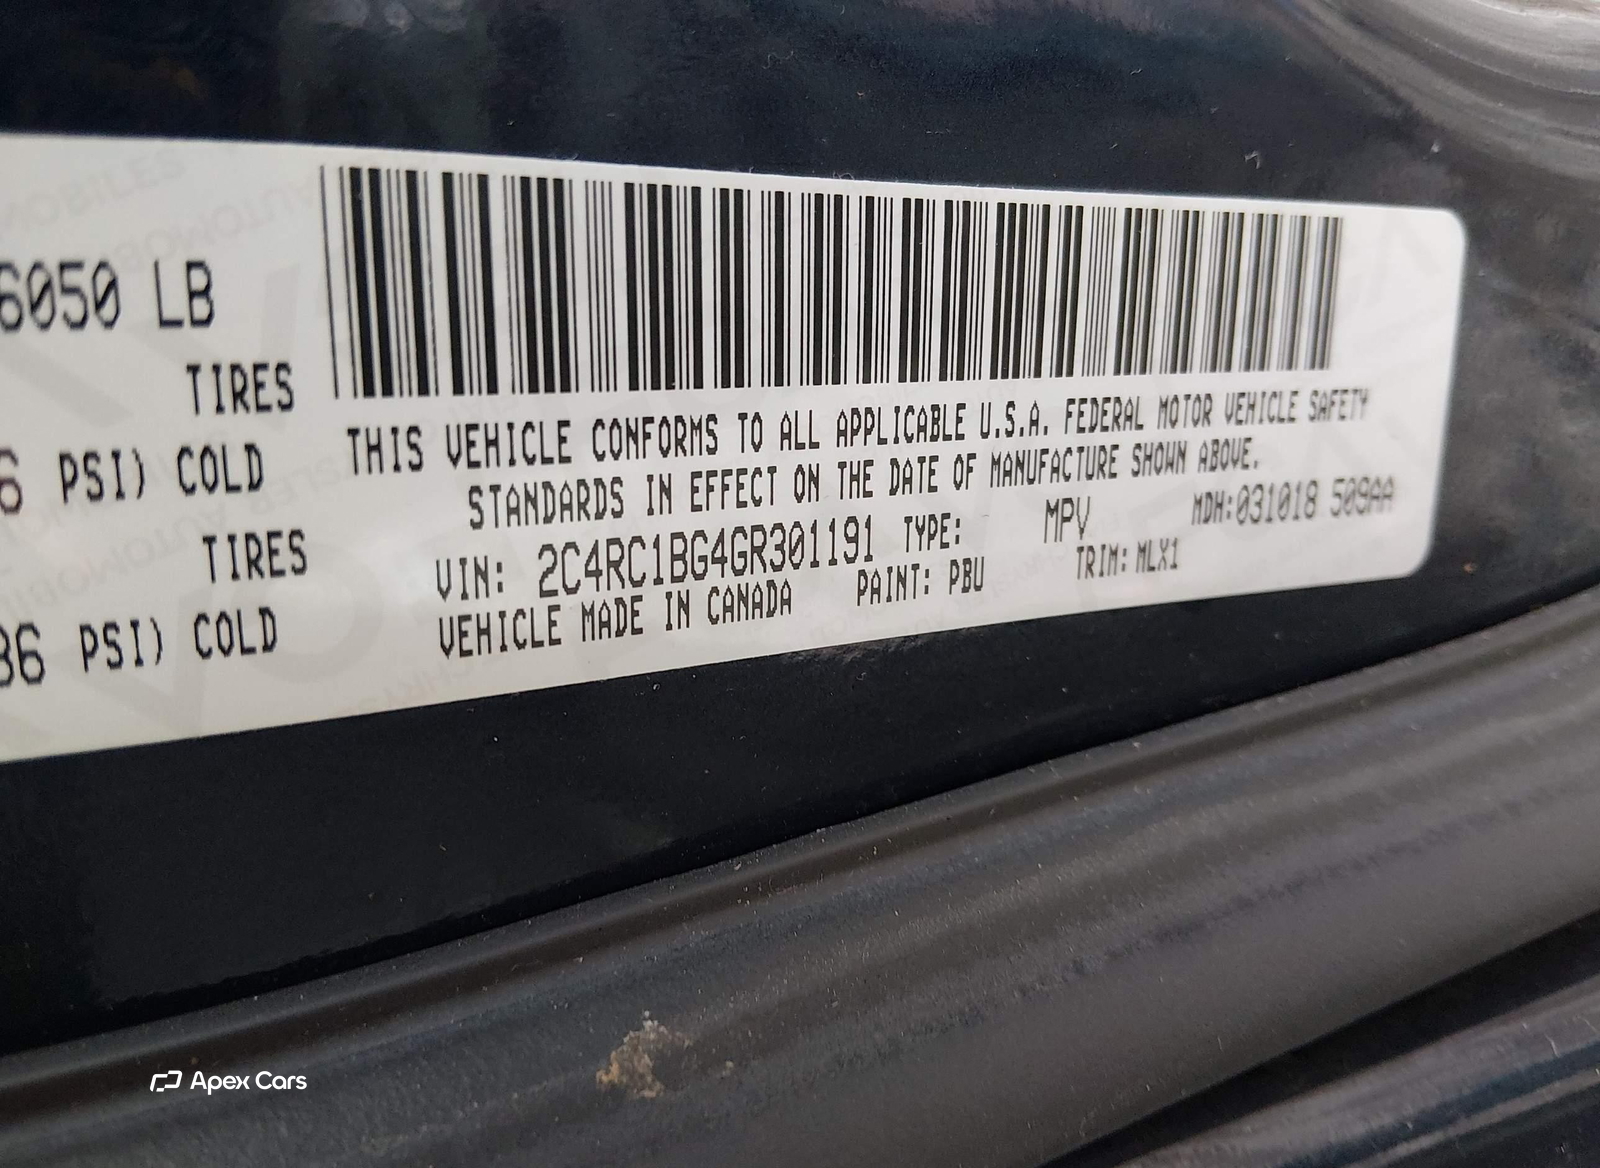 6050 LB
TIRES
6 PSI) COLD
TIRES
36 PSI) COLD
THIS VEHICLE CONFORMS TO ALL APPLICABLE U.S.A. FEDERAL MOTOR VEHICLE SAFETY
STANDARDS IN EFFECT ON THE DATE OF MANUFACTURE SHOWN ABOVE.
VIN: 2C4RC1BG4GR301191 TYPE: MPV MDH:031018 509AA
VEHICLE MADE IN CANADA PAINT: PBU TRIM: MLX1
Apex Cars